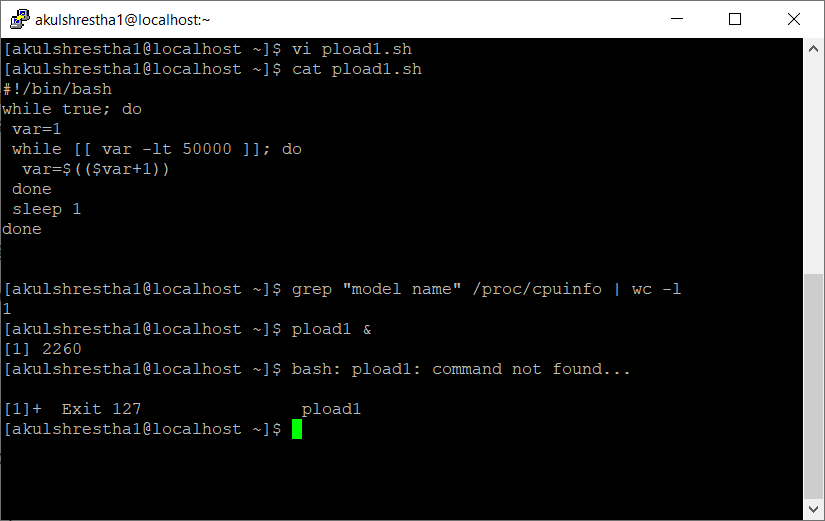 akulshrestha1@localhost:~
[akulshrestha1@localhost ~]$ vi pload1.sh
[akulshrestha1@localhost ~]$ cat pload1.sh
#!/bin/bash
while true; do
 var=1
 while [[ var -lt 50000 ]]; do
  var=$(($var+1))
 done
 sleep 1
done
[akulshrestha1@localhost ~]$ grep "model name" /proc/cpuinfo | wc -l
1
[akulshrestha1@localhost ~]$ pload1 &
[1] 2260
[akulshrestha1@localhost ~]$ bash: pload1: command not found...
[1]+  Exit 127                pload1
[akulshrestha1@localhost ~]$